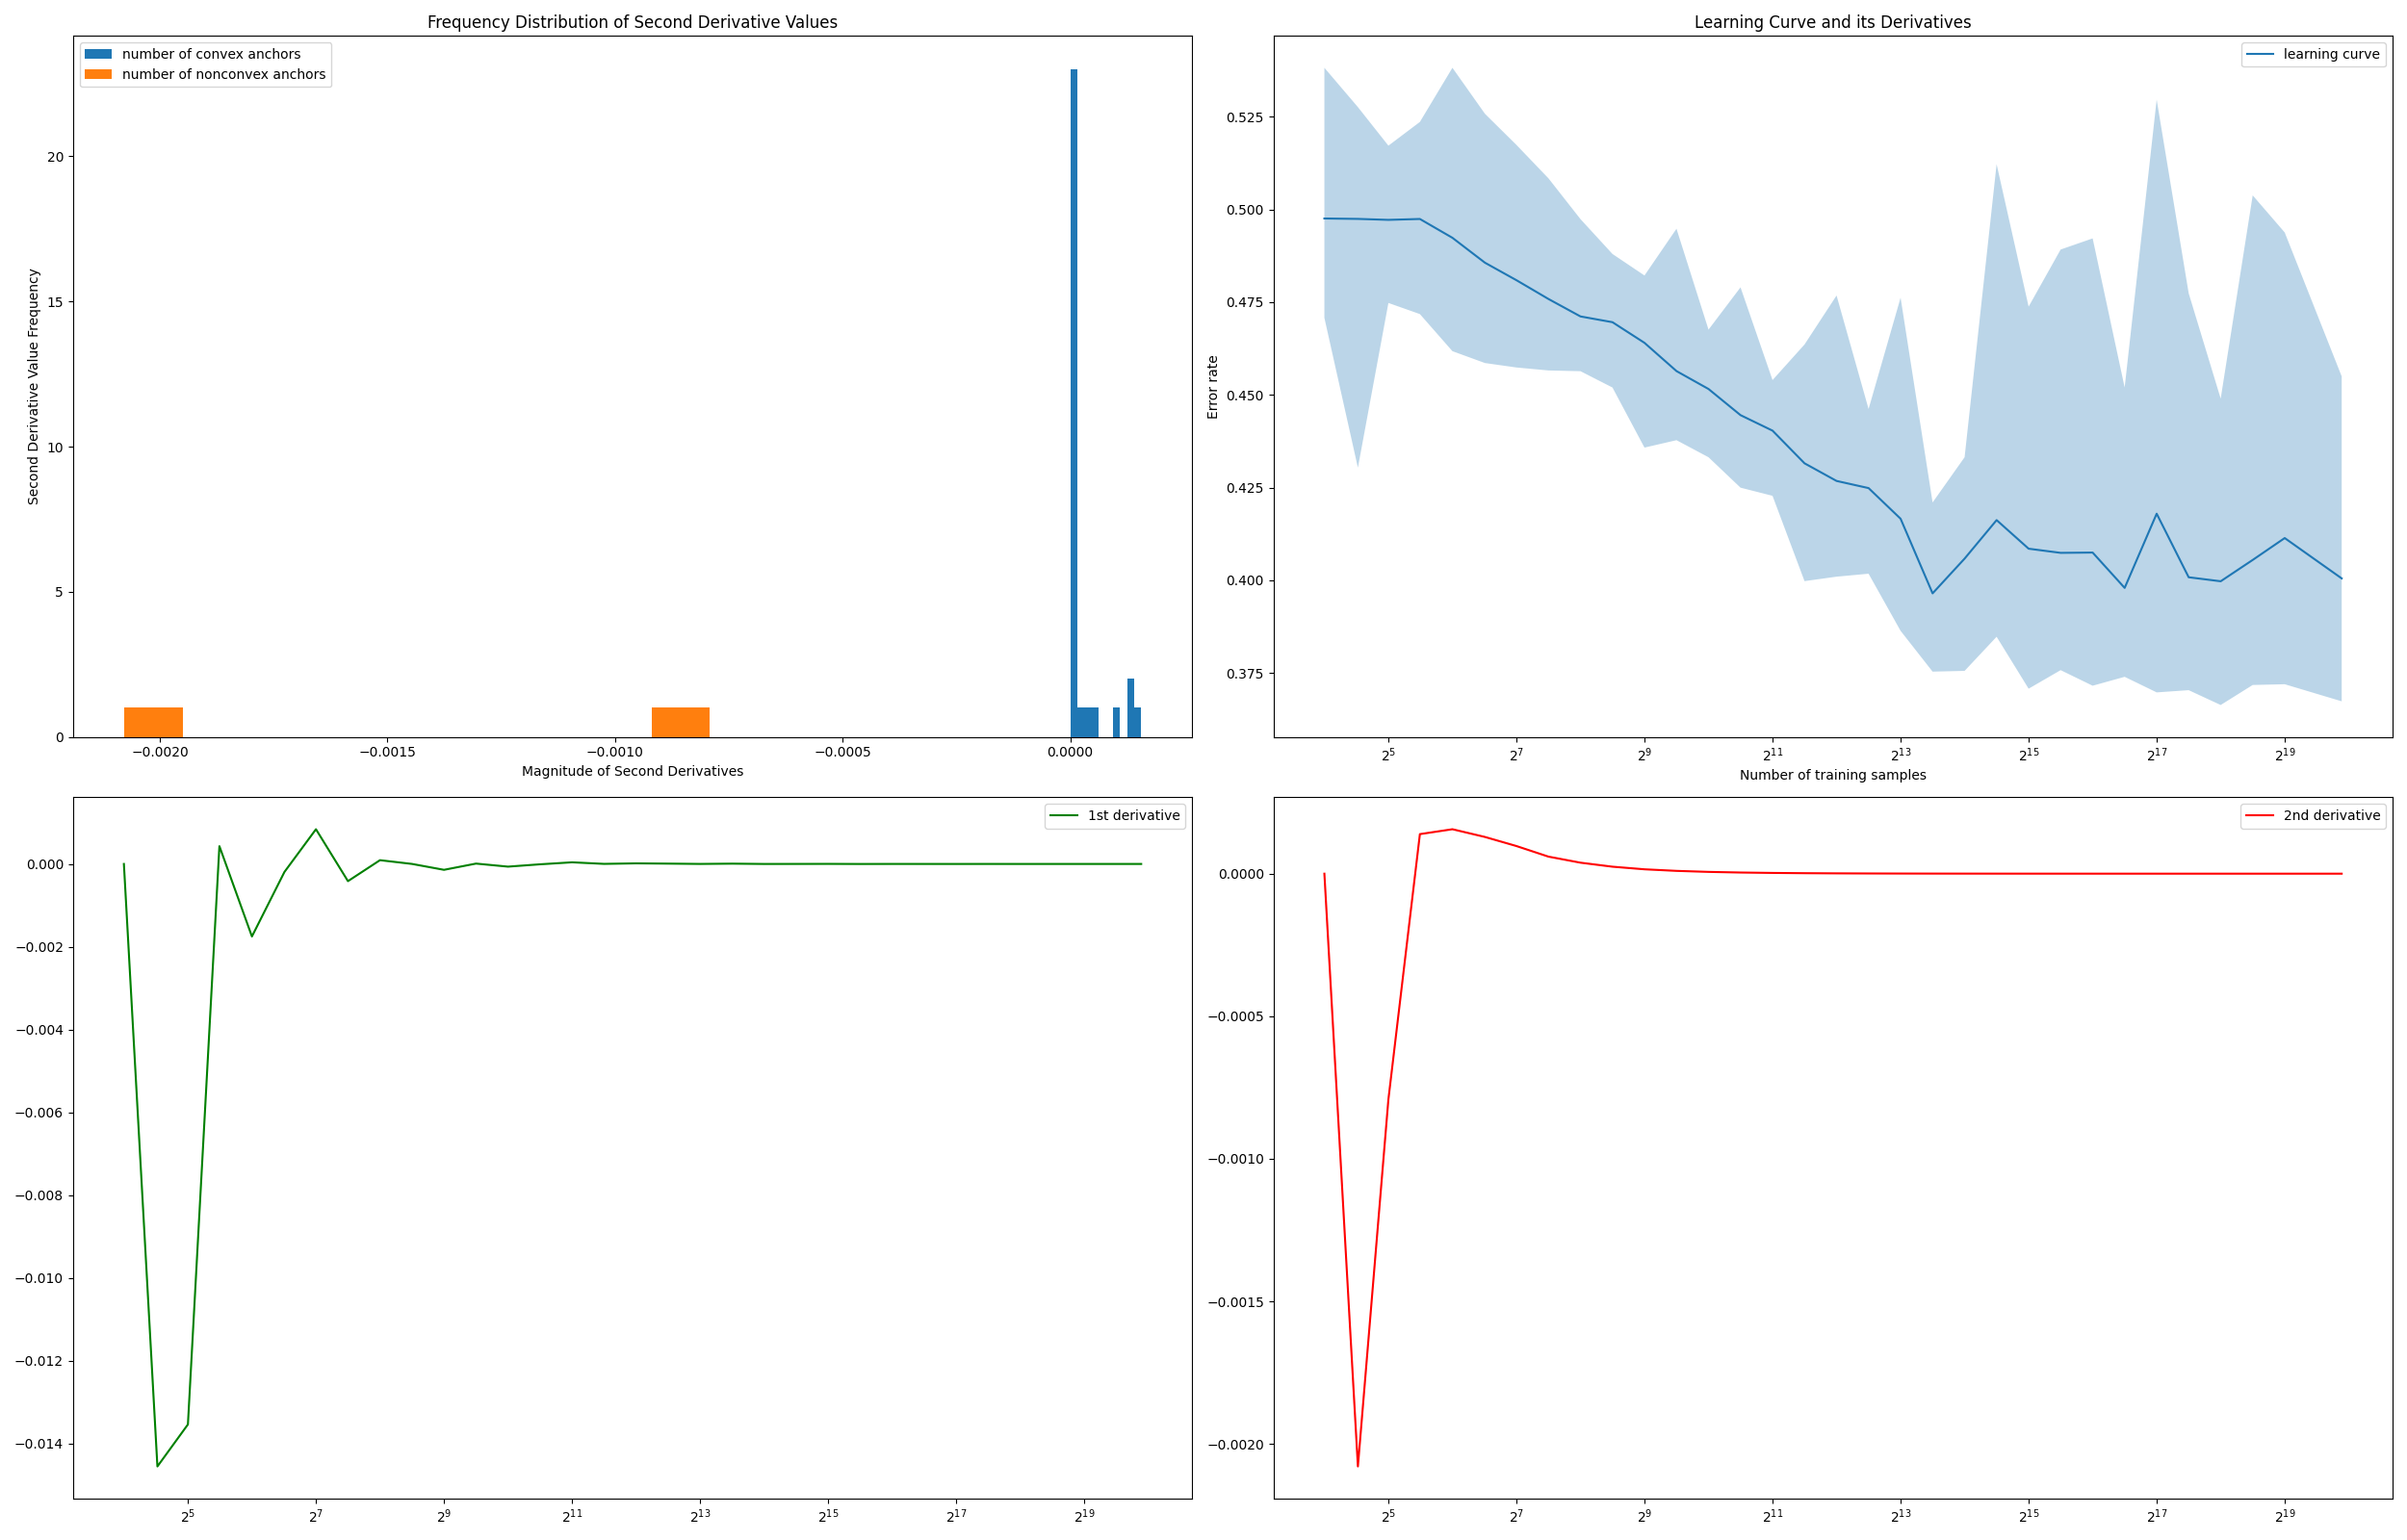 Frequency Distribution of Second Derivative Values
number of convex anchors
number of nonconvex anchors
Second Derivative Value Frequency
20
15
10
5
0
−0.0020 −0.0015 −0.0010 −0.0005 0.0000
Magnitude of Second Derivatives
Learning Curve and its Derivatives
learning curve
Error rate
0.525
0.500
0.475
0.450
0.425
0.400
0.375
2^5 2^7 2^9 2^11 2^13 2^15 2^17 2^19
Number of training samples
1st derivative
0.000
−0.002
−0.004
−0.006
−0.008
−0.010
−0.012
−0.014
2^5 2^7 2^9 2^11 2^13 2^15 2^17 2^19
2nd derivative
0.0000
−0.0005
−0.0010
−0.0015
−0.0020
2^5 2^7 2^9 2^11 2^13 2^15 2^17 2^19